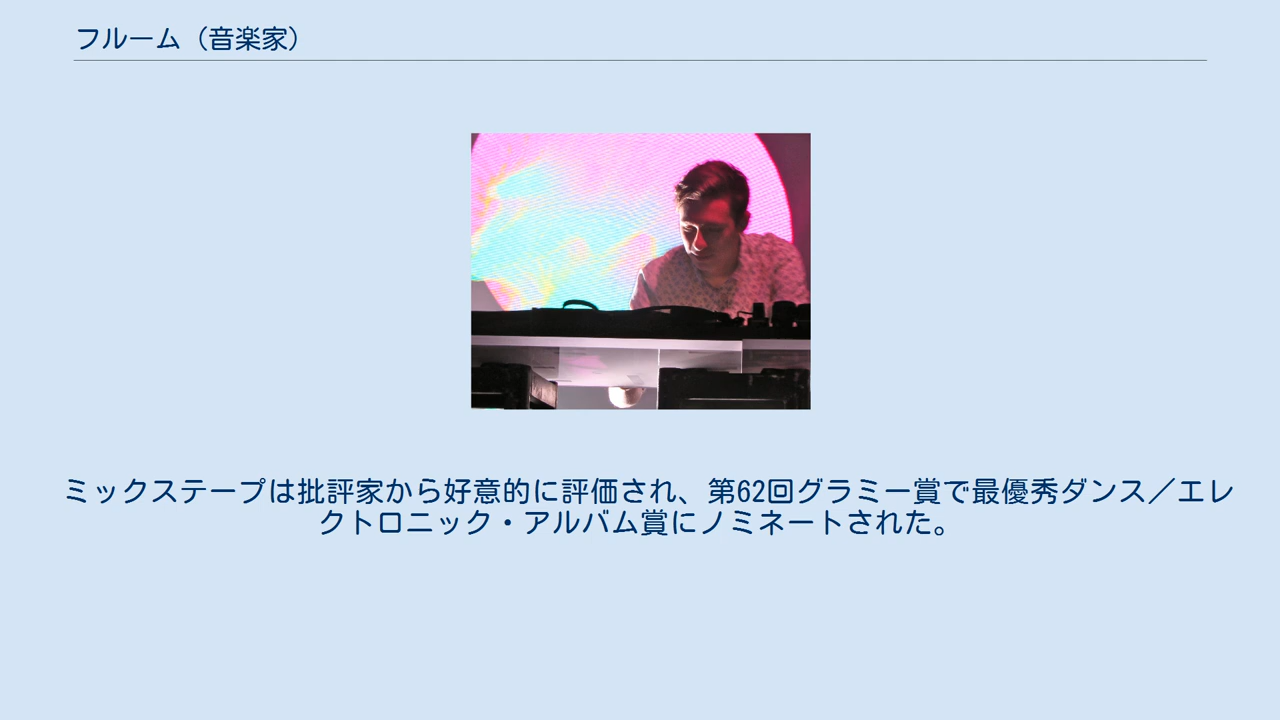 フルーム（音楽家）
ミックステープは批評家から好意的に評価され、第62回グラミー賞で最優秀ダンス／エレ
クトロニック・アルバム賞にノミネートされた。